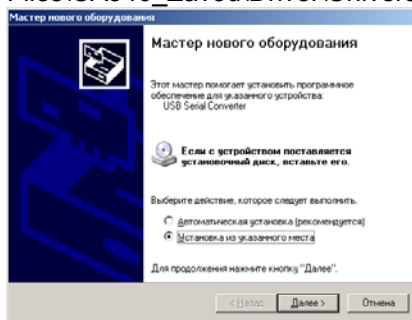 Мастер нового оборудования
Мастер нового оборудования
Этот мастер помогает установить программное
обеспечение для указанного устройства:
USB Serial Converter
Если с устройством поставляется
установочный диск, вставьте его.
Выберите действие, которое следует выполнить.
Автоматическая установка (рекомендуется)
Установка из указанного места
Для продолжения нажмите кнопку "Далее".
< Назад Далее > Отмена